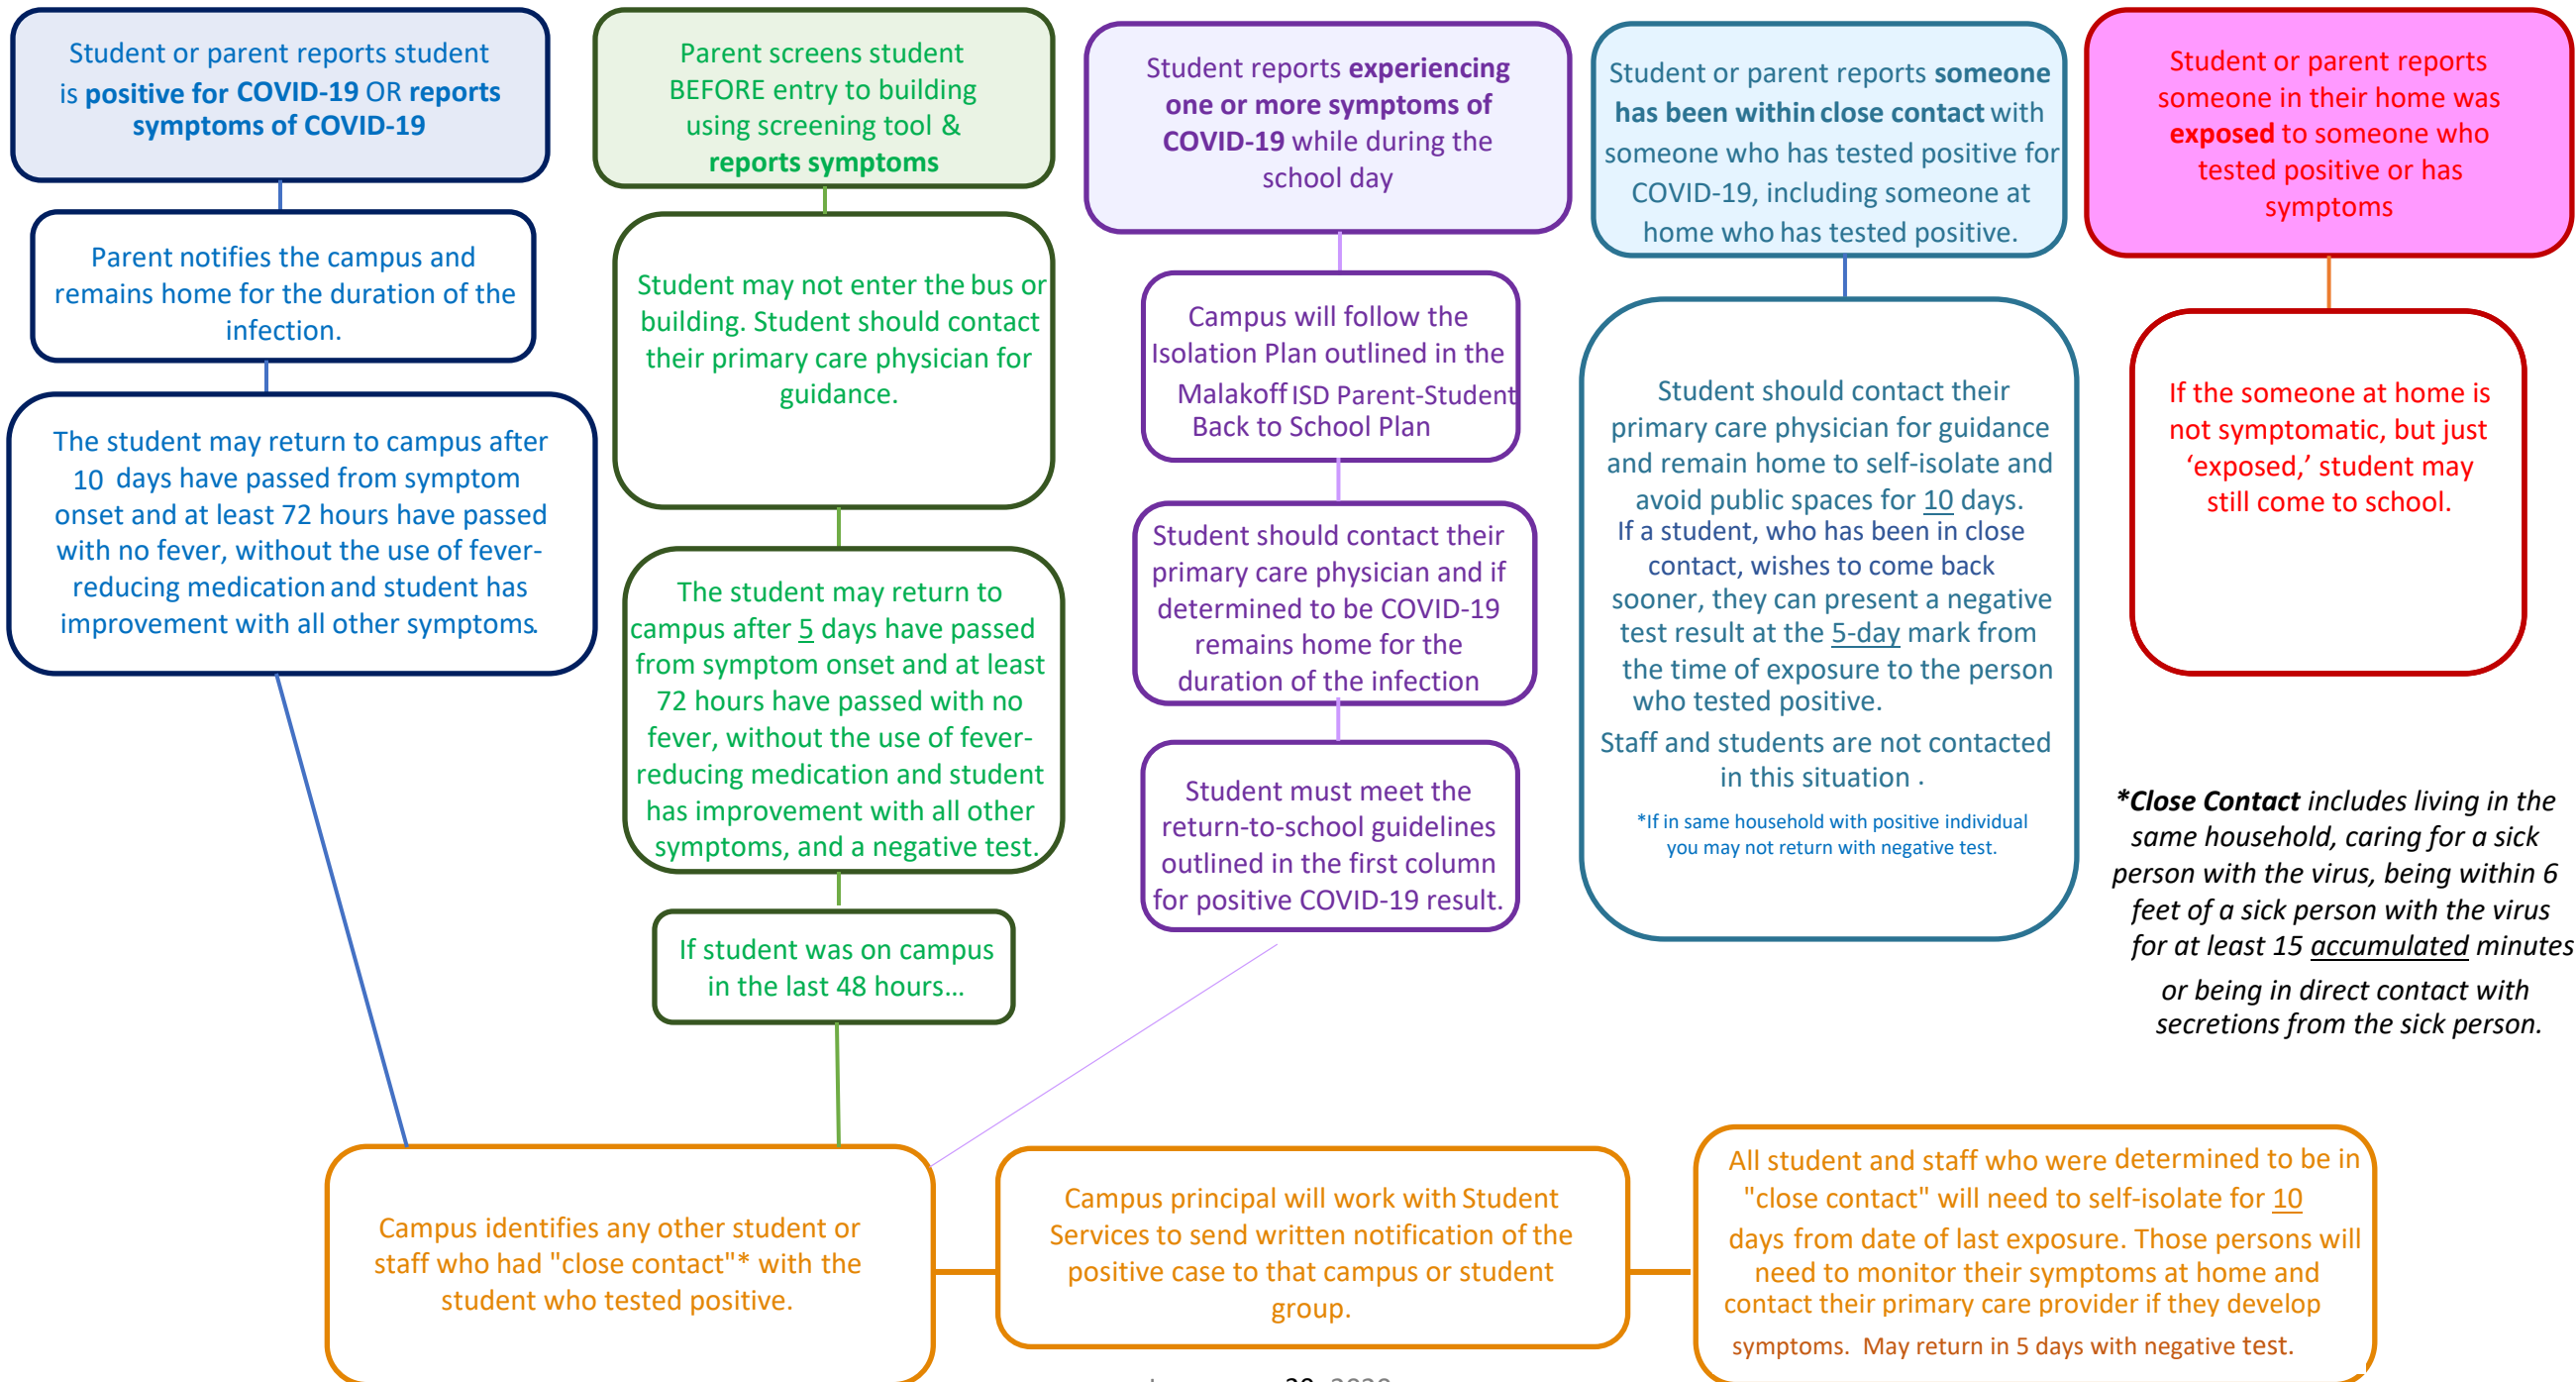 Student or parent reports student
is positive for COVID-19 OR reports
symptoms of COVID-19
Parent notifies the campus and
remains home for the duration of the
infection.
The student may return to campus after
10 days have passed from symptom
onset and at least 72 hours have passed
with no fever, without the use of fever-
reducing medication and student has
improvement with all other symptoms.
Parent screens student
BEFORE entry to building
using screening tool &
reports symptoms
Student may not enter the bus or
building. Student should contact
their primary care physician for
guidance.
The student may return to
campus after 5 days have passed
from symptom onset and at least
72 hours have passed with no
fever, without the use of fever-
reducing medication and student
has improvement with all other
symptoms, and a negative test.
If student was on campus
in the last 48 hours...
Student reports experiencing
one or more symptoms of
COVID-19 while during the
school day
Campus will follow the
Isolation Plan outlined in the
Malakoff ISD Parent-Student
Back to School Plan
Student should contact their
primary care physician and if
determined to be COVID-19
remains home for the
duration of the infection
Student must meet the
return-to-school guidelines
outlined in the first column
for positive COVID-19 result.
Student or parent reports someone
has been within close contact with
someone who has tested positive for
COVID-19, including someone at
home who has tested positive.
Student should contact their
primary care physician for guidance
and remain home to self-isolate and
avoid public spaces for 10 days.
If a student, who has been in close
contact, wishes to come back
sooner, they can present a negative
test result at the 5-day mark from
the time of exposure to the person
who tested positive.
Staff and students are not contacted
in this situation .
*If in same household with positive individual
you may not return with negative test.
Student or parent reports
someone in their home was
exposed to someone who
tested positive or has
symptoms
If the someone at home is
not symptomatic, but just
‘exposed,’ student may
still come to school.
*Close Contact includes living in the
same household, caring for a sick
person with the virus, being within 6
feet of a sick person with the virus
for at least 15 accumulated minutes
or being in direct contact with
secretions from the sick person.
Campus identifies any other student or
staff who had "close contact"* with the
student who tested positive.
Campus principal will work with Student
Services to send written notification of the
positive case to that campus or student
group.
All student and staff who were determined to be in
"close contact" will need to self-isolate for 10
days from date of last exposure. Those persons will
need to monitor their symptoms at home and
contact their primary care provider if they develop
symptoms. May return in 5 days with negative test.